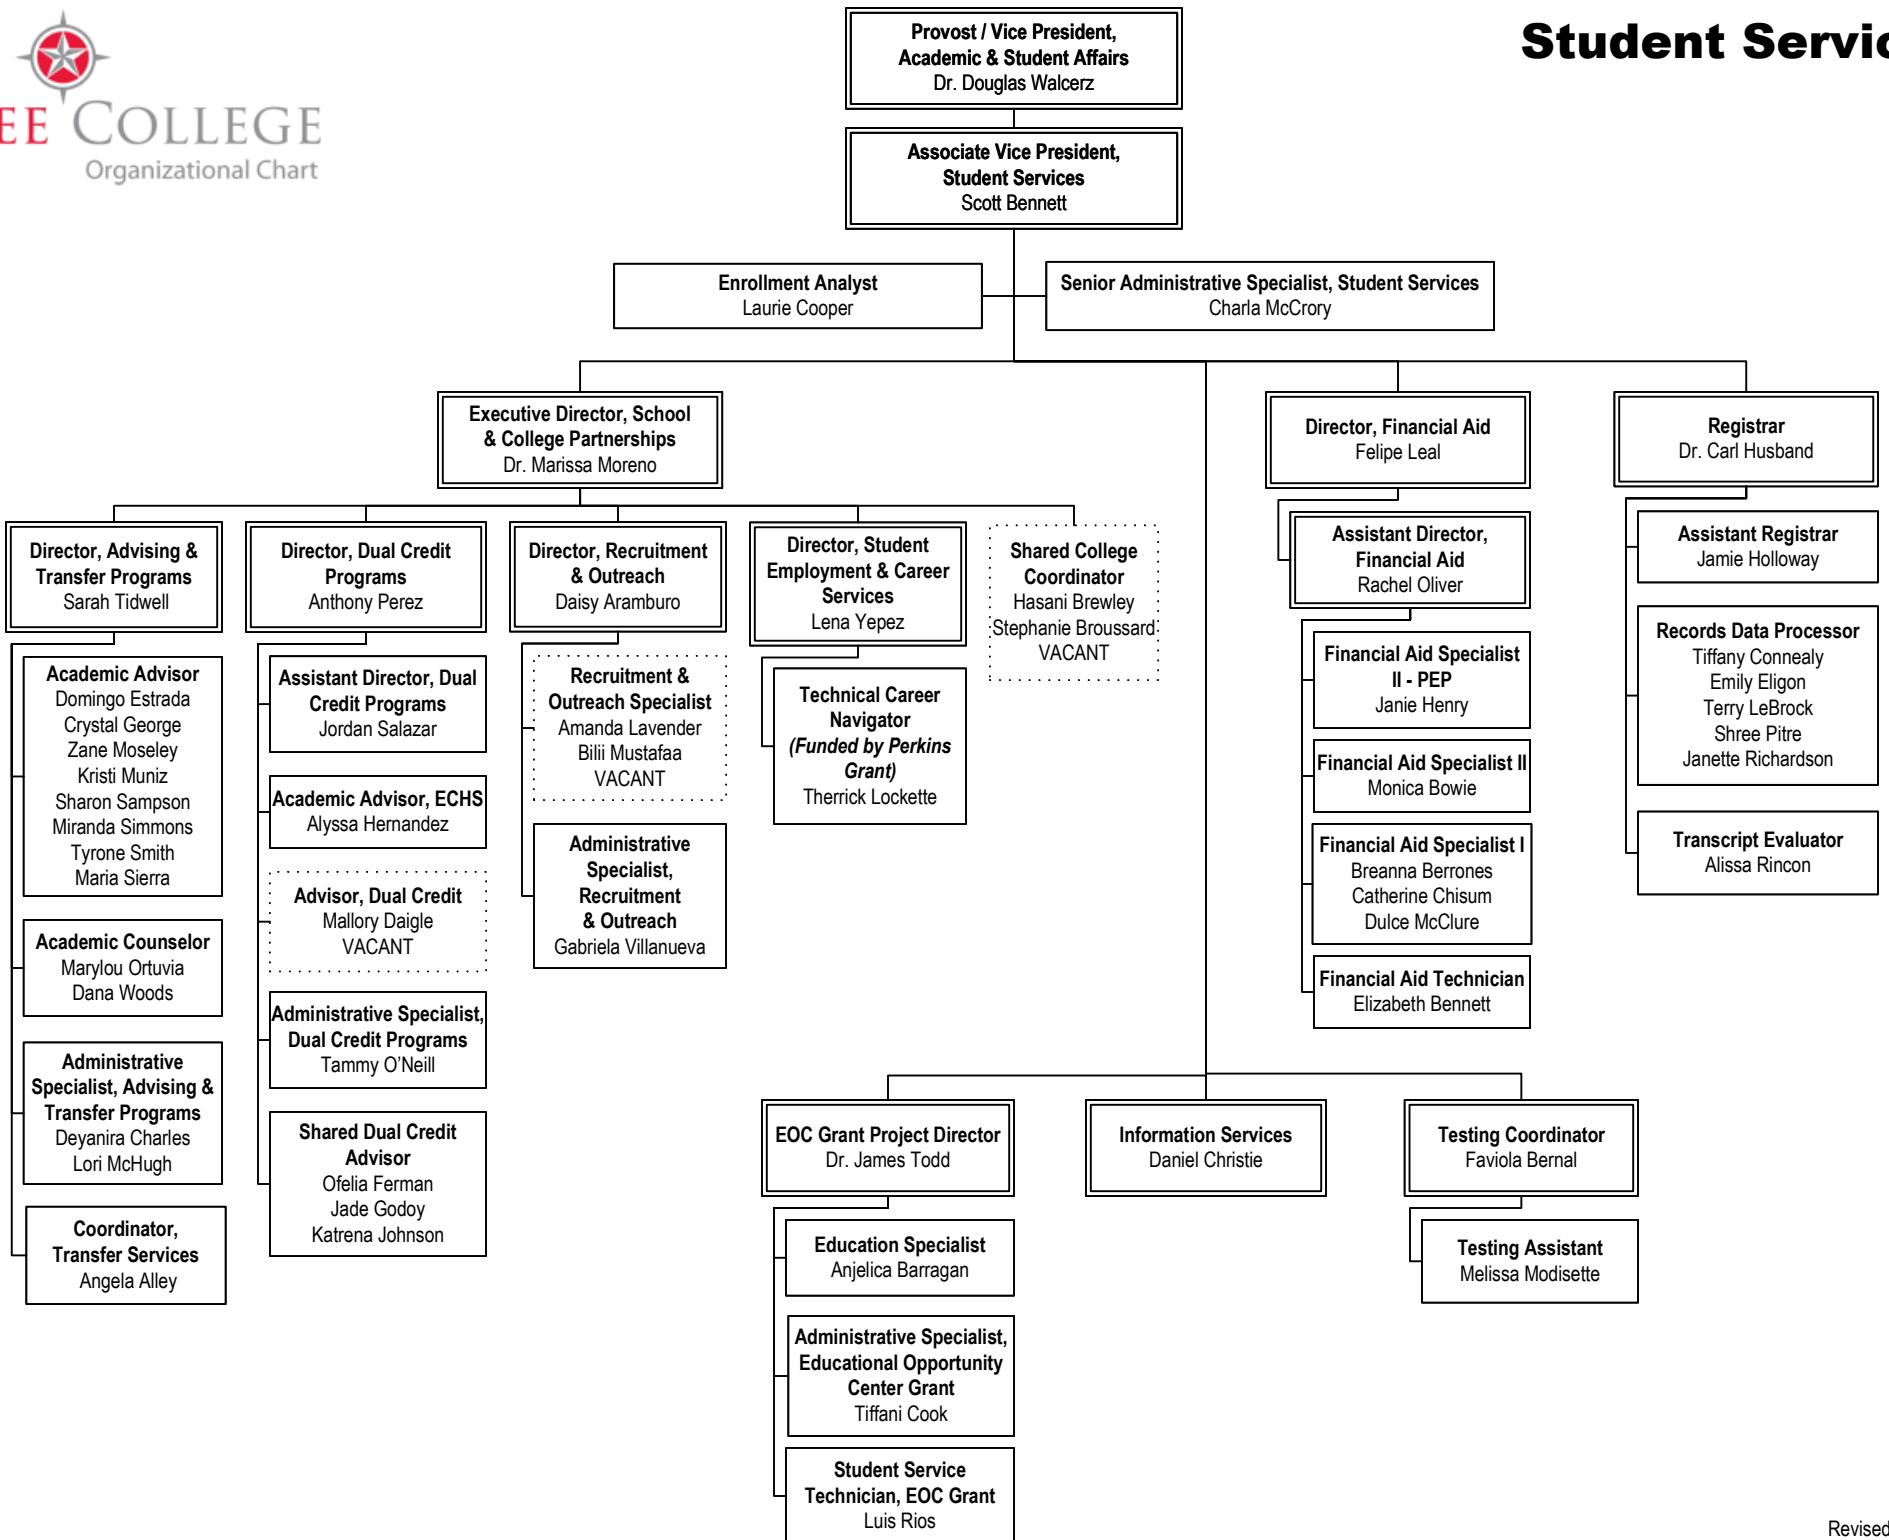 EE COLLEGE
Organizational Chart
Student Servic
Provost / Vice President,
Academic & Student Affairs
Dr. Douglas Walcerz
Associate Vice President,
Student Services
Scott Bennett
Enrollment Analyst
Laurie Cooper
Senior Administrative Specialist, Student Services
Charla McCrory
Executive Director, School
& College Partnerships
Dr. Marissa Moreno
Director, Financial Aid
Felipe Leal
Registrar
Dr. Carl Husband
Director, Advising &
Transfer Programs
Sarah Tidwell
Academic Advisor
Domingo Estrada
Crystal George
Zane Moseley
Kristi Muniz
Sharon Sampson
Miranda Simmons
Tyrone Smith
Maria Sierra
Academic Counselor
Marylou Ortuvia
Dana Woods
Administrative
Specialist, Advising &
Transfer Programs
Deyanira Charles
Lori McHugh
Coordinator,
Transfer Services
Angela Alley
Director, Dual Credit
Programs
Anthony Perez
Assistant Director, Dual
Credit Programs
Jordan Salazar
Academic Advisor, ECHS
Alyssa Hernandez
Advisor, Dual Credit
Mallory Daigle
VACANT
Administrative Specialist,
Dual Credit Programs
Tammy O’Neill
Shared Dual Credit
Advisor
Ofelia Ferman
Jade Godoy
Katrena Johnson
Director, Recruitment
& Outreach
Daisy Aramburo
Recruitment &
Outreach Specialist
Amanda Lavender
Bilii Mustafaa
VACANT
Administrative
Specialist,
Recruitment
& Outreach
Gabriela Villanueva
Director, Student
Employment & Career
Services
Lena Yepez
Technical Career
Navigator
(Funded by Perkins
Grant)
Therrick Lockette
Shared College
Coordinator
Hasani Brewley
Stephanie Broussard
VACANT
Assistant Director,
Financial Aid
Rachel Oliver
Financial Aid Specialist
II - PEP
Janie Henry
Financial Aid Specialist II
Monica Bowie
Financial Aid Specialist I
Breanna Berrones
Catherine Chisum
Dulce McClure
Financial Aid Technician
Elizabeth Bennett
Assistant Registrar
Jamie Holloway
Records Data Processor
Tiffany Connealy
Emily Eligon
Terry LeBrock
Shree Pitre
Janette Richardson
Transcript Evaluator
Alissa Rincon
EOC Grant Project Director
Dr. James Todd
Education Specialist
Anjelica Barragan
Administrative Specialist,
Educational Opportunity
Center Grant
Tiffani Cook
Student Service
Technician, EOC Grant
Luis Rios
Information Services
Daniel Christie
Testing Coordinator
Faviola Bernal
Testing Assistant
Melissa Modisette
Revised